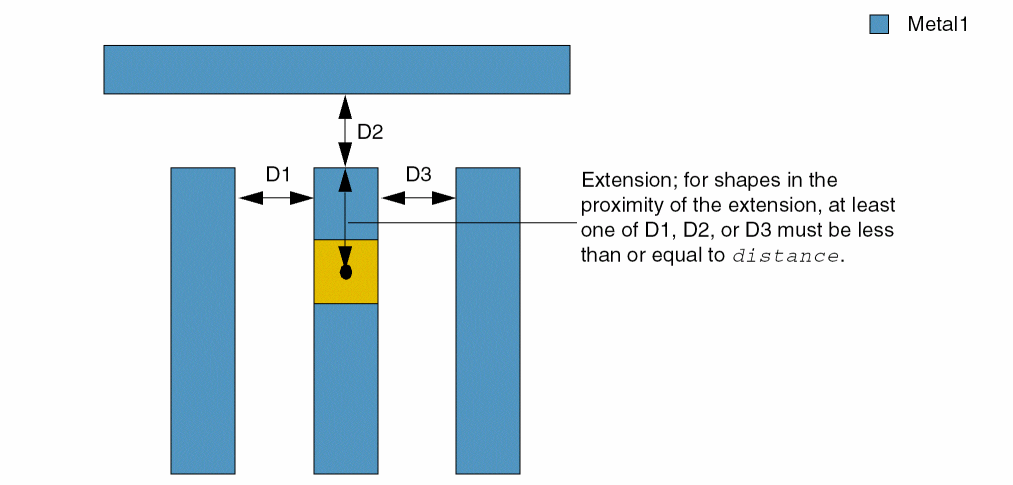 Metal1
D2
D1
D3
Extension; for shapes in the
proximity of the extension, at least
one of D1, D2, or D3 must be less
than or equal to distance.